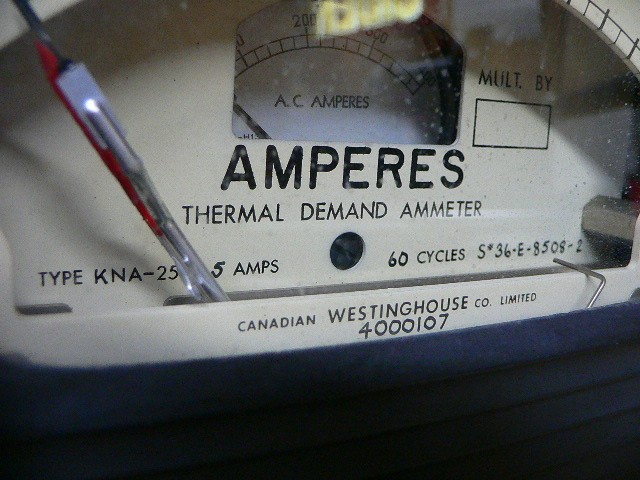 200
A.C. AMPERES
MULT. BY
AMPERES
THERMAL DEMAND AMMETER
TYPE KNA-25 5 AMPS 60 CYCLES S#36-E-8508-2
CANADIAN WESTINGHOUSE CO. LIMITED
4000107